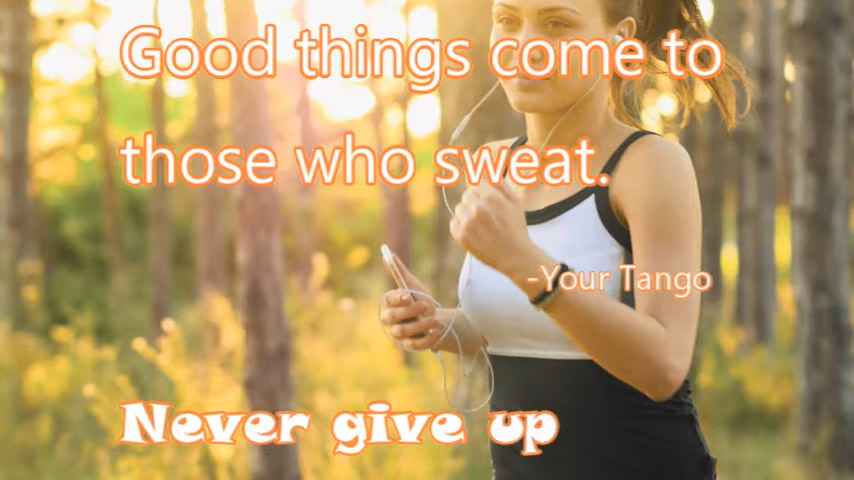 Good things come to
those who sweat.
-Your Tango
Never give up